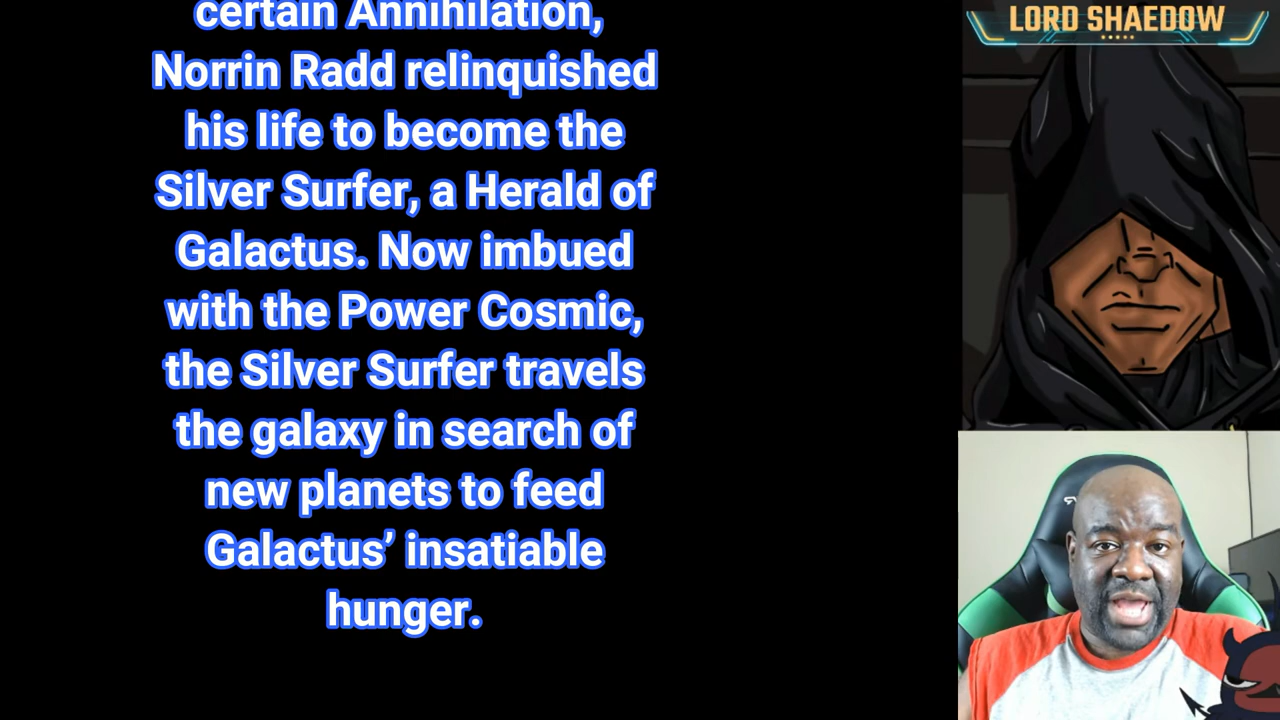 certain Annihilation,
Norrin Radd relinquished
his life to become the
Silver Surfer, a Herald of
Galactus. Now imbued
with the Power Cosmic,
the Silver Surfer travels
the galaxy in search of
new planets to feed
Galactus’ insatiable
hunger.
LORD SHAEDOW